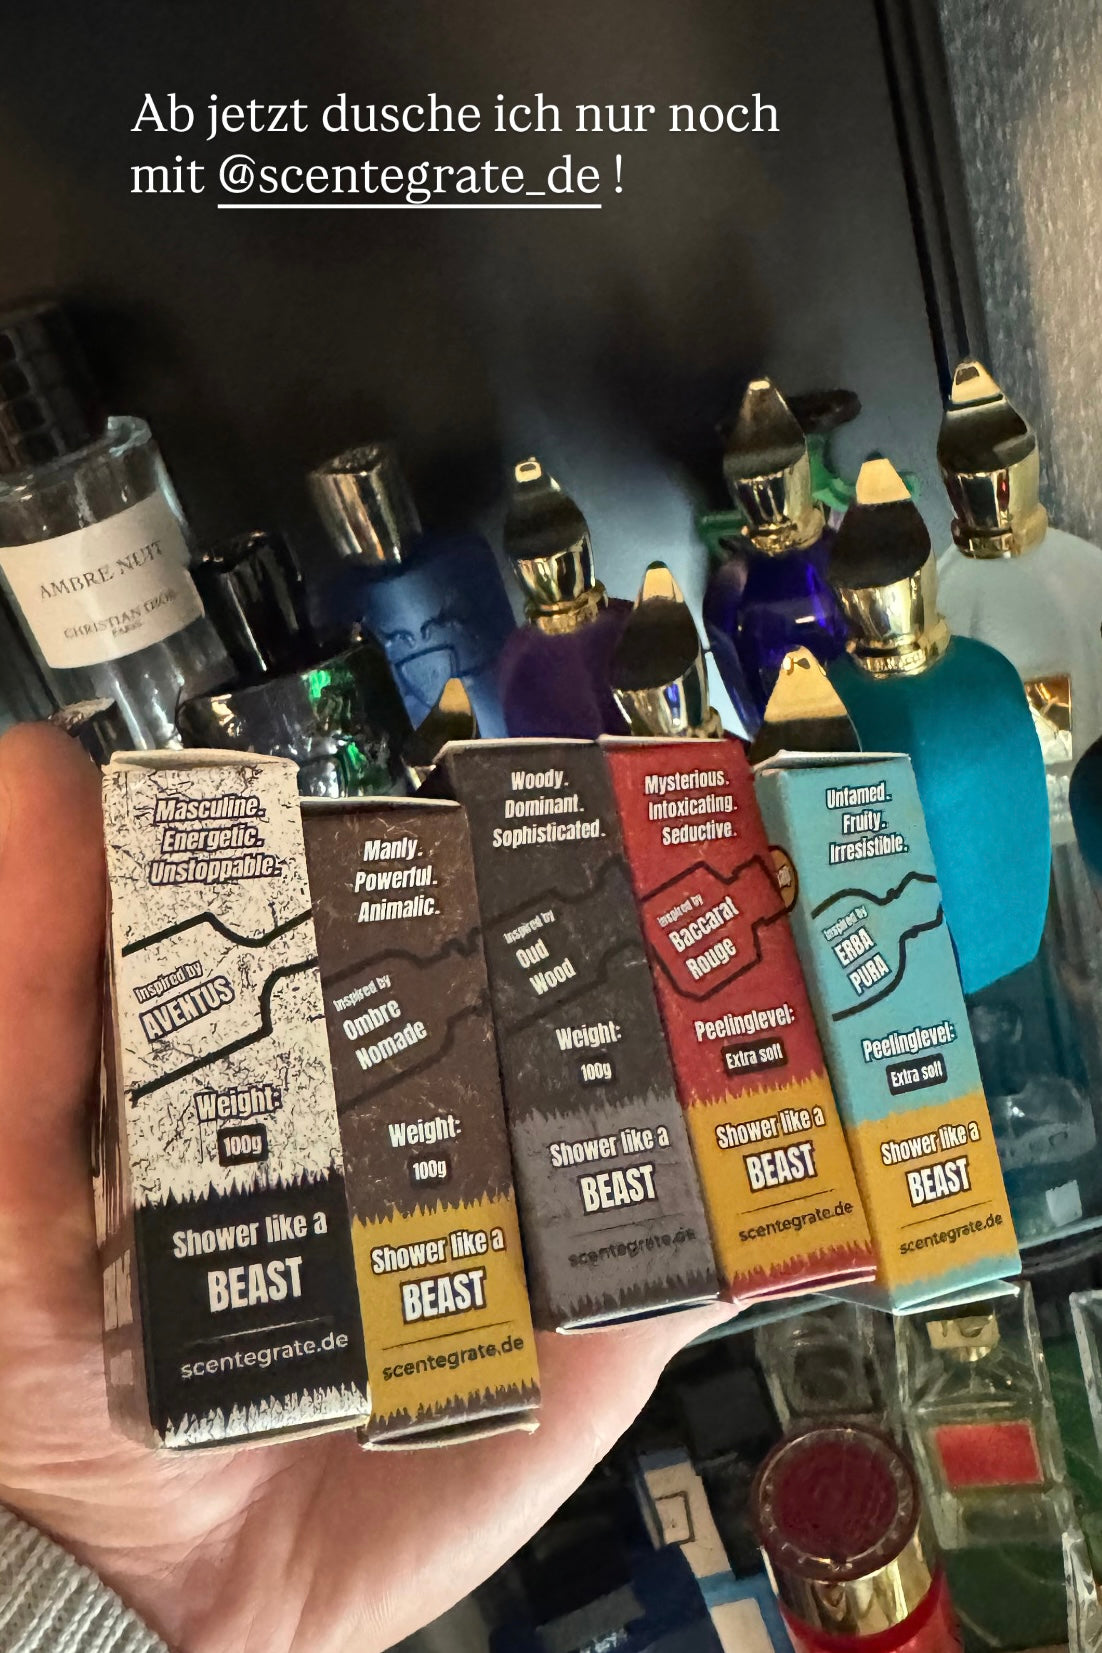 Ab jetzt dusche ich nur noch
mit @scentegrate_de !
AMBRE NUIT
CHRISTIAN DIOR
PARIS
Masculine.
Energetic.
Unstoppable.
Inspired by
AVENTUS
Weight:
100g
Shower like a
BEAST
scentegrate.de
Manly.
Powerful.
Animalic.
Inspired by
Ombre
Nomade
Weight:
100g
Shower like a
BEAST
scentegrate.de
Woody.
Dominant.
Sophisticated.
Inspired by
Oud
Wood
Weight:
100g
Shower like a
BEAST
scentegrate.de
Mysterious.
Intoxicating.
Seductive.
Inspired by
Baccarat
Rouge
Peelinglevel:
Extra soft
Shower like a
BEAST
scentegrate.de
Untamed.
Fruity.
Irresistible.
Inspired by
ERBA
PURA
Peelinglevel:
Extra soft
Shower like a
BEAST
scentegrate.de